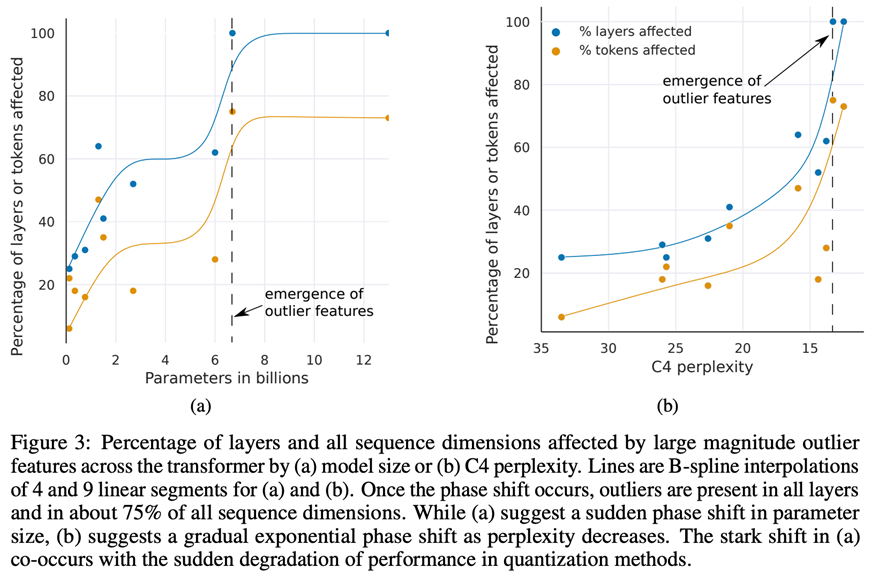 Percentage of layers or tokens affected
100
80
60
40
20
0
2
4
6
8
10
12
Parameters in billions
emergence of
outlier features
(a)
Percentage of layers or tokens affected
100
80
60
40
20
35
30
25
20
15
C4 perplexity
% layers affected
% tokens affected
emergence of
outlier features
(b)
Figure 3: Percentage of layers and all sequence dimensions affected by large magnitude outlier
features across the transformer by (a) model size or (b) C4 perplexity. Lines are B-spline interpolations
of 4 and 9 linear segments for (a) and (b). Once the phase shift occurs, outliers are present in all layers
and in about 75% of all sequence dimensions. While (a) suggest a sudden phase shift in parameter
size, (b) suggests a gradual exponential phase shift as perplexity decreases. The stark shift in (a)
co-occurs with the sudden degradation of performance in quantization methods.